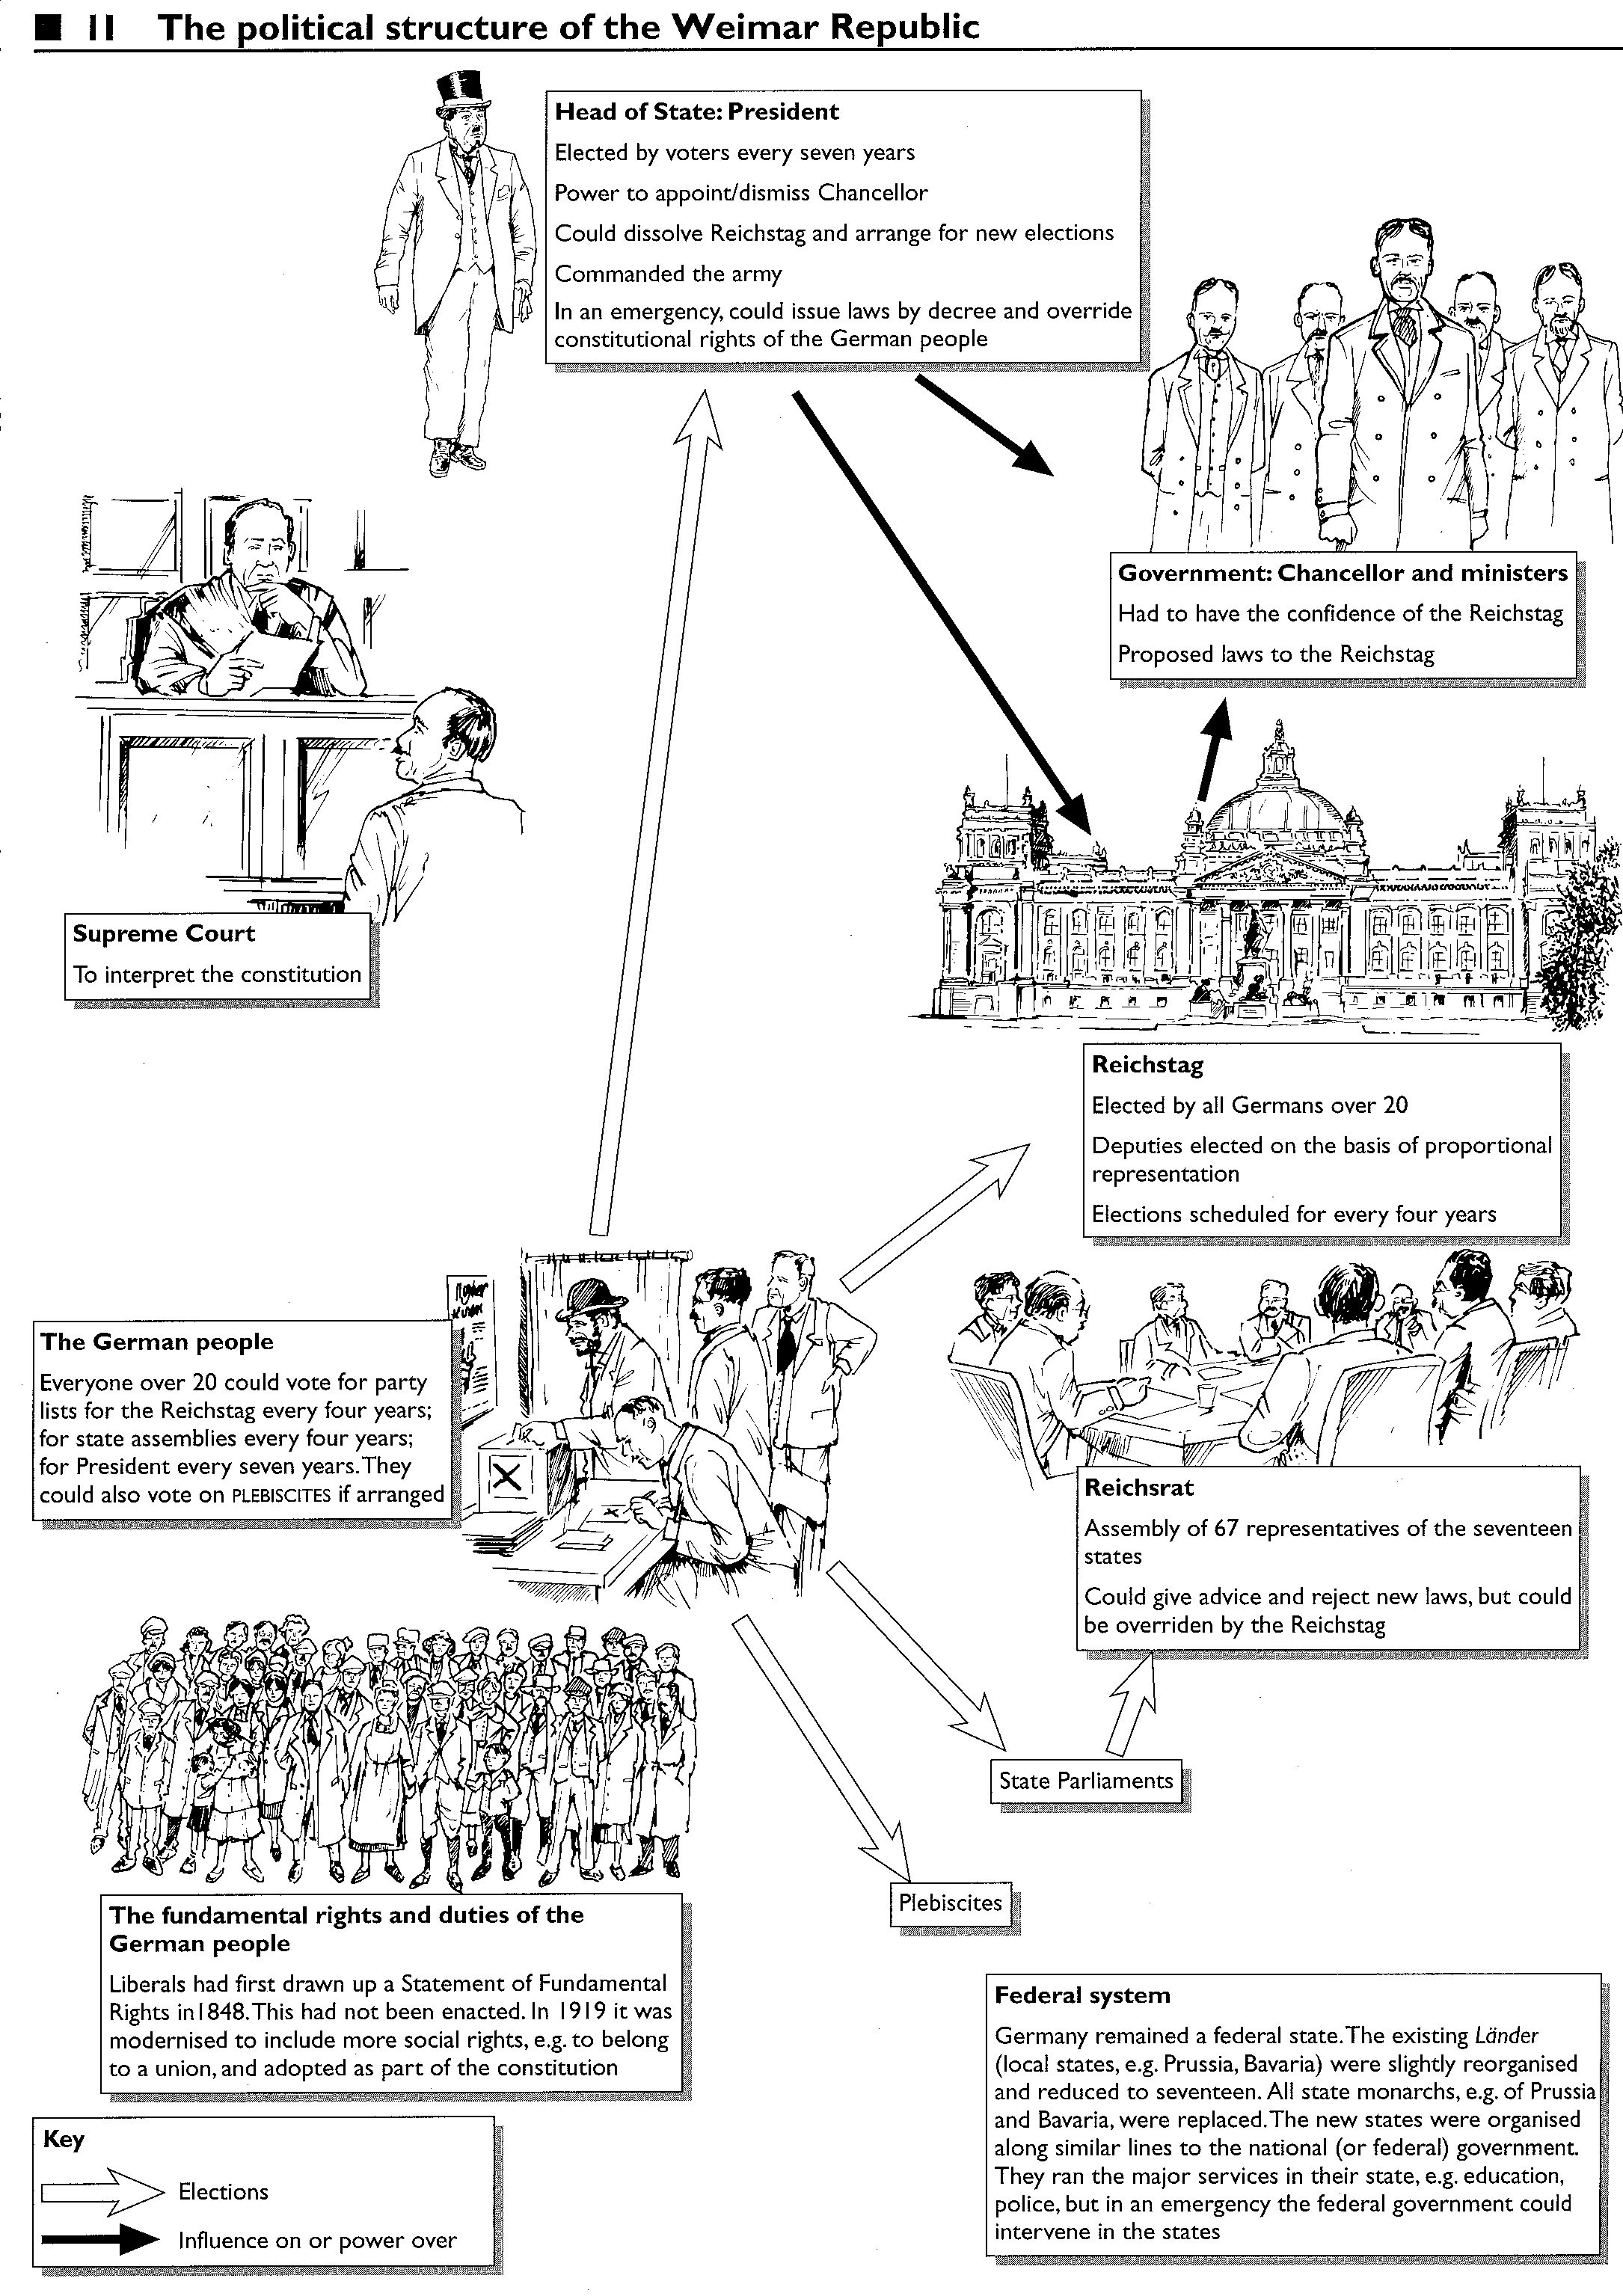 ■ 11 The political structure of the Weimar Republic
Head of State: President
Elected by voters every seven years
Power to appoint/dismiss Chancellor
Could dissolve Reichstag and arrange for new elections
Commanded the army
In an emergency, could issue laws by decree and override
constitutional rights of the German people
Government: Chancellor and ministers
Had to have the confidence of the Reichstag
Proposed laws to the Reichstag
Supreme Court
To interpret the constitution
Reichstag
Elected by all Germans over 20
Deputies elected on the basis of proportional
representation
Elections scheduled for every four years
The German people
Everyone over 20 could vote for party
lists for the Reichstag every four years;
for state assemblies every four years;
for President every seven years. They
could also vote on PLEBISCITES if arranged
X
Reichsrat
Assembly of 67 representatives of the seventeen
states
Could give advice and reject new laws, but could
be overriden by the Reichstag
State Parliaments
Plebiscites
The fundamental rights and duties of the
German people
Liberals had first drawn up a Statement of Fundamental
Rights in 1848. This had not been enacted. In 1919 it was
modernised to include more social rights, e.g. to belong
to a union, and adopted as part of the constitution
Federal system
Germany remained a federal state. The existing Länder
(local states, e.g. Prussia, Bavaria) were slightly reorganised
and reduced to seventeen. All state monarchs, e.g. of Prussia
and Bavaria, were replaced. The new states were organised
along similar lines to the national (or federal) government.
They ran the major services in their state, e.g. education,
police, but in an emergency the federal government could
intervene in the states
Key
Elections
Influence on or power over